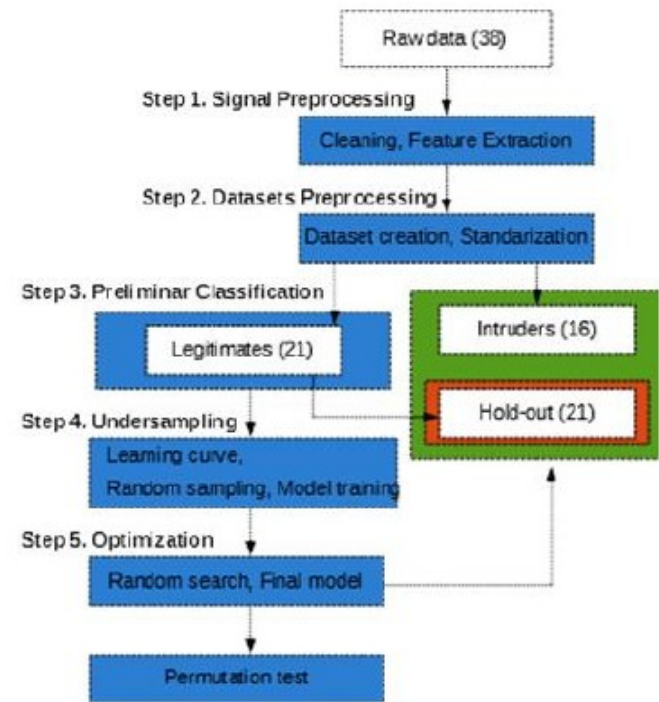 Raw data (38)
Step 1. Signal Preprocessing
Cleaning, Feature Extraction
Step 2. Datasets Preprocessing
Dataset creation, Standarization
Step 3. Preliminar Classification
Legitimates (21)
Intruders (16)
Hold-out (21)
Step 4. Undersampling
Learning curve,
Random sampling, Model training
Step 5. Optimization
Random search, Final model
Permutation test